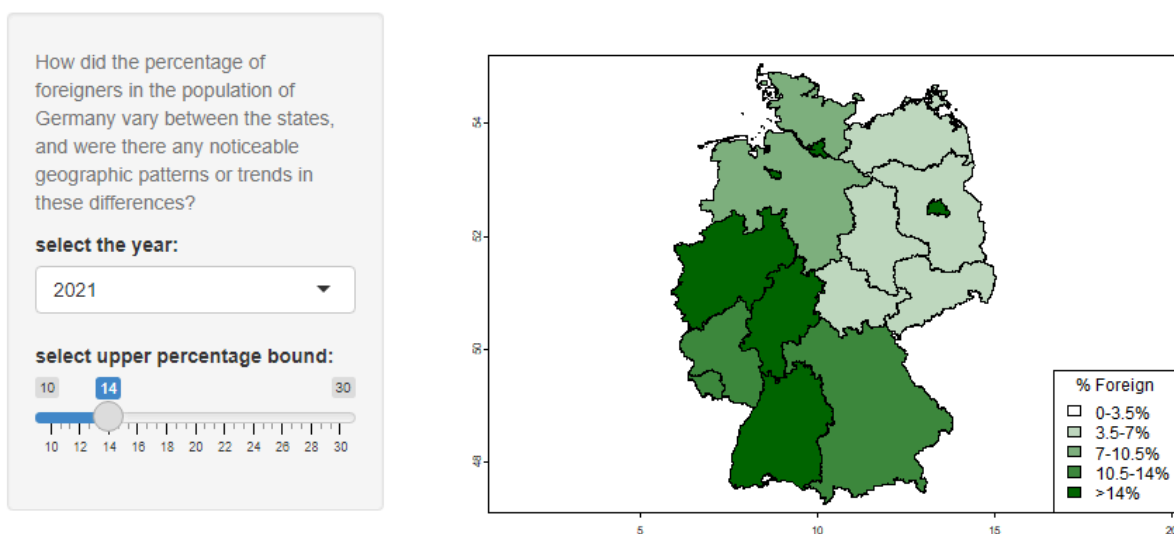 How did the percentage of
foreigners in the population of
Germany vary between the states,
and were there any noticeable
geographic patterns or trends in
these differences?
select the year:
2021
select upper percentage bound:
10 14 30
10 12 14 16 18 20 22 24 26 28 30
54
52
50
48
5 10 15 20
% Foreign
0-3.5%
3.5-7%
7-10.5%
10.5-14%
>14%